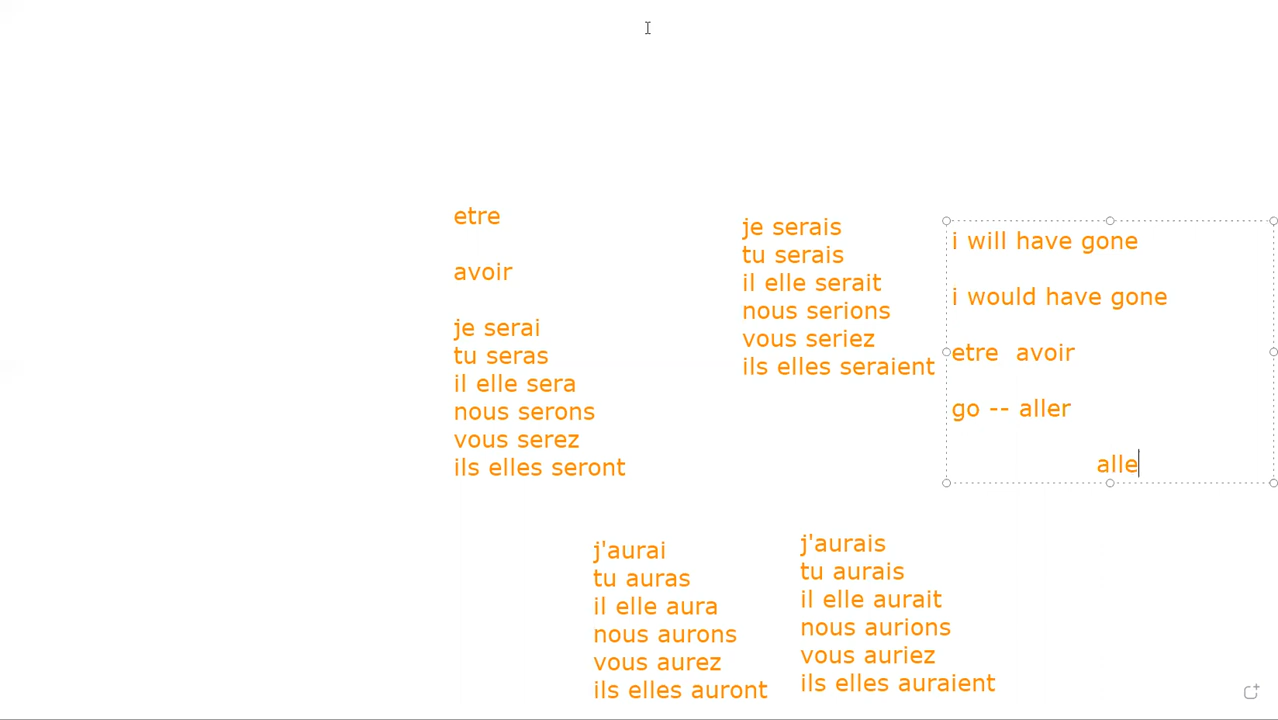 etre
avoir
je serai
tu seras
il elle sera
nous serons
vous serez
ils elles seront
je serais
tu serais
il elle serait
nous serions
vous seriez
ils elles seraient
i will have gone
i would have gone
etre  avoir
go -- aller
alle
j'aurai
tu auras
il elle aura
nous aurons
vous aurez
ils elles auront
j'aurais
tu aurais
il elle aurait
nous aurions
vous auriez
ils elles auraient